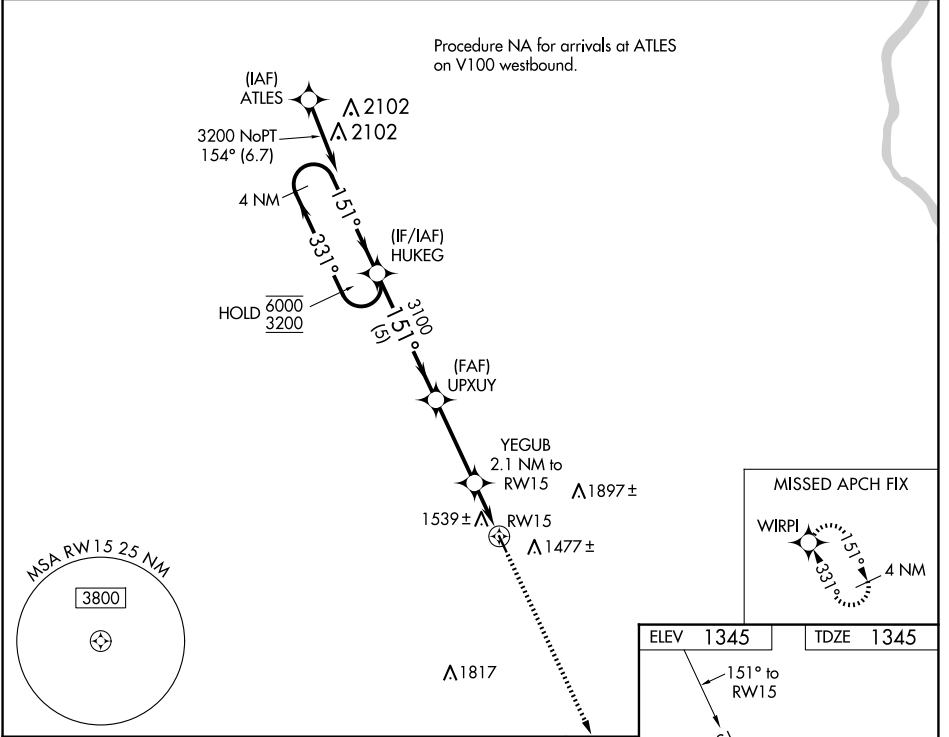 Procedure NA for arrivals at ATLES
on V100 westbound.
(IAF)
ATLES
2102
2102
3200 NoPT
154° (6.7)
4 NM
151°
331°
(IF/IAF)
HUKEG
HOLD 6000
3200
3100
151°
(5)
(FAF)
UPXUY
YEGUB
2.1 NM to
RW15
1897±
1539±
RW15
1477±
1817
MSA RW15 25 NM
3800
MISSED APCH FIX
WIRPI
151°
331°
4 NM
ELEV 1345
TDZE 1345
151° to
RW15